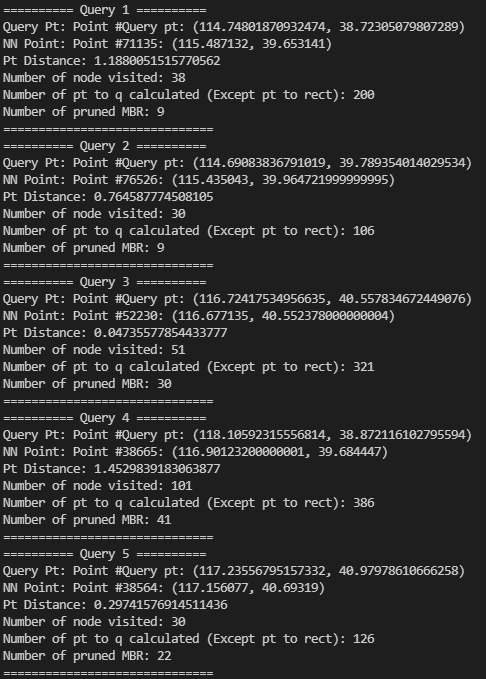 ========== Query 1 ==========
Query Pt: Point #Query pt: (114.74801870932474, 38.72305079807289)
NN Point: Point #71135: (115.487132, 39.653141)
Pt Distance: 1.1880051515770562
Number of node visited: 38
Number of pt to q calculated (Except pt to rect): 200
Number of pruned MBR: 9
==============================
========== Query 2 ==========
Query Pt: Point #Query pt: (114.69083836791019, 39.789354014029534)
NN Point: Point #76526: (115.435043, 39.964721999999995)
Pt Distance: 0.764587774508105
Number of node visited: 30
Number of pt to q calculated (Except pt to rect): 106
Number of pruned MBR: 9
==============================
========== Query 3 ==========
Query Pt: Point #Query pt: (116.72417534956635, 40.557834672449076)
NN Point: Point #52230: (116.677135, 40.552378000000004)
Pt Distance: 0.04735577854433777
Number of node visited: 51
Number of pt to q calculated (Except pt to rect): 321
Number of pruned MBR: 30
==============================
========== Query 4 ==========
Query Pt: Point #Query pt: (118.10592315556814, 38.872116102795594)
NN Point: Point #38665: (116.90123200000001, 39.684447)
Pt Distance: 1.4529839183063877
Number of node visited: 101
Number of pt to q calculated (Except pt to rect): 386
Number of pruned MBR: 41
==============================
========== Query 5 ==========
Query Pt: Point #Query pt: (117.23556795157332, 40.97978610666258)
NN Point: Point #38564: (117.156077, 40.69319)
Pt Distance: 0.29741576914511436
Number of node visited: 30
Number of pt to q calculated (Except pt to rect): 126
Number of pruned MBR: 22
==============================